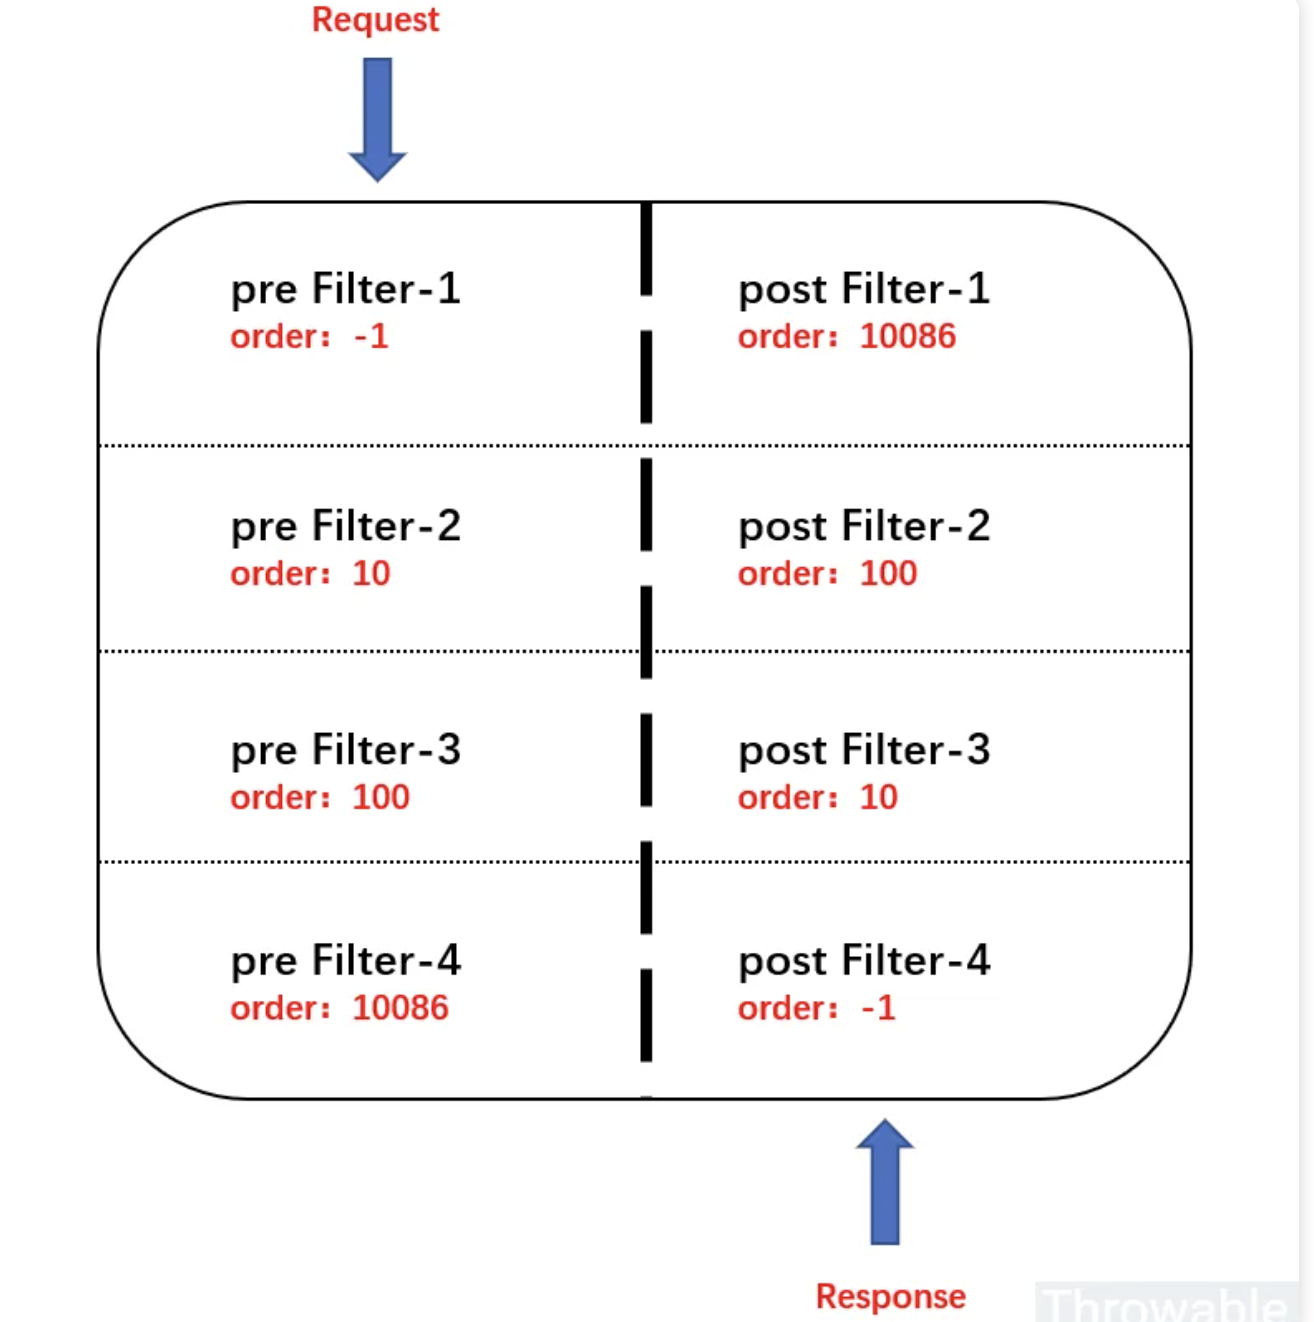 Request
pre Filter-1
order：-1
post Filter-1
order：10086
pre Filter-2
order：10
post Filter-2
order：100
pre Filter-3
order：100
post Filter-3
order：10
pre Filter-4
order：10086
post Filter-4
order：-1
Response
Throwable